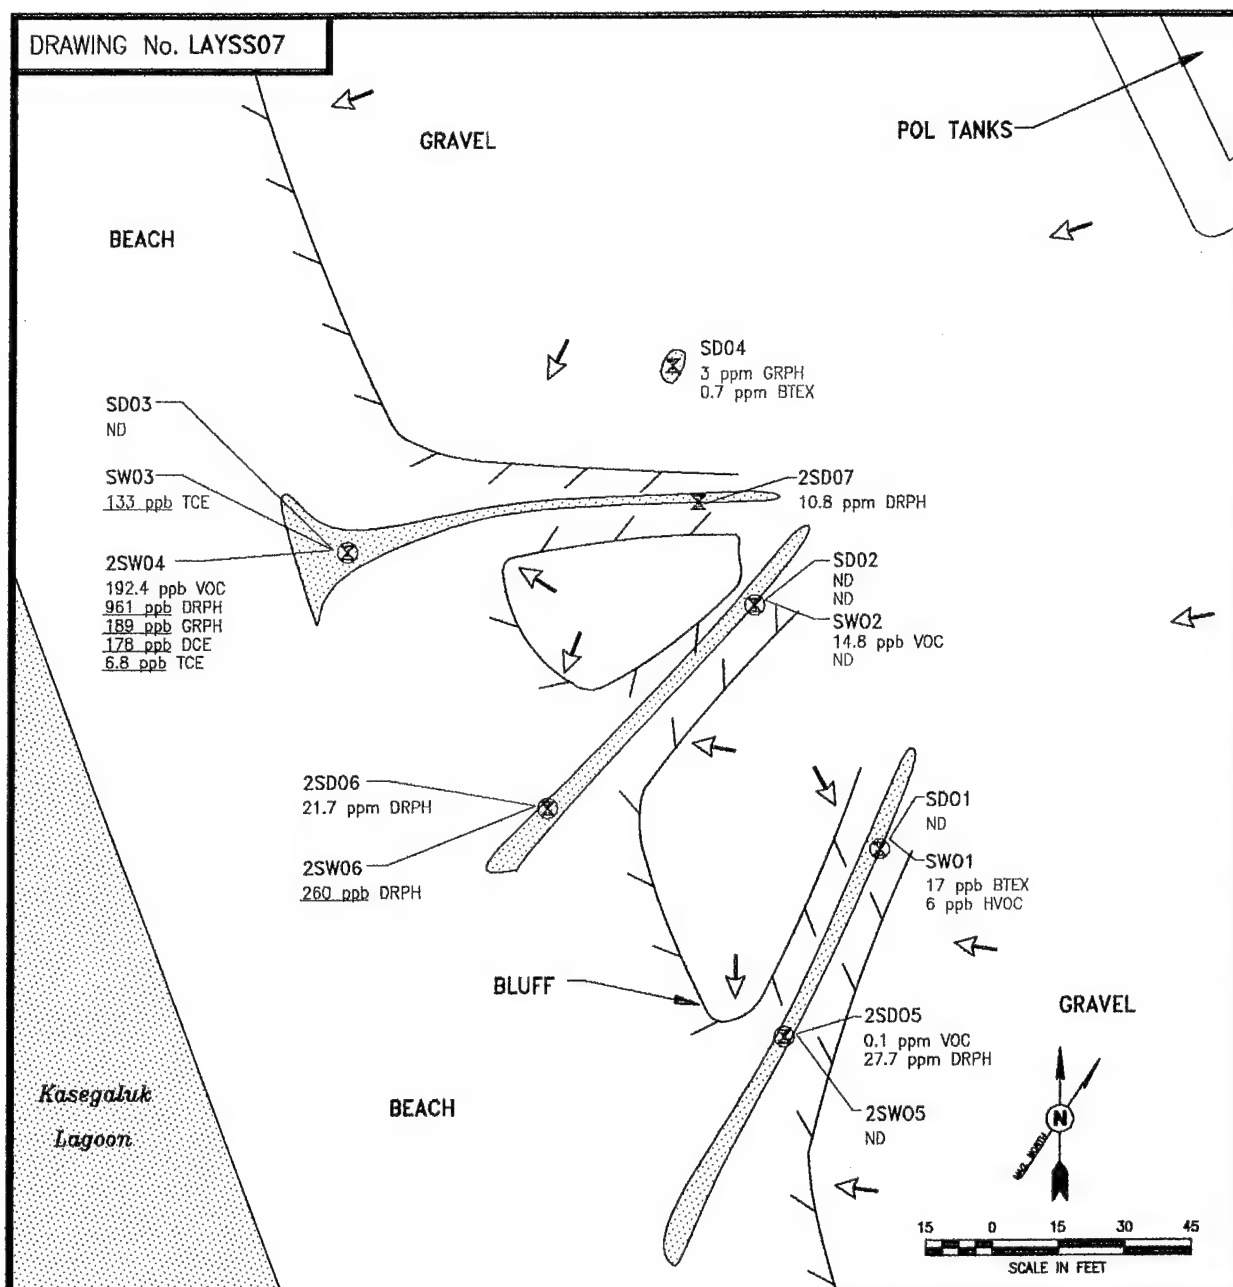 DRAWING No. LAYSS07
GRAVEL
POL TANKS
BEACH
SD04
3 ppm GRPH
0.7 ppm BTEX
SD03
ND
SW03
133 ppb TCE
2SW04
192.4 ppb VOC
961 ppb DRPH
189 ppb GRPH
178 ppb DCE
6.8 ppb TCE
2SD07
10.8 ppm DRPH
SD02
ND
ND
SW02
14.8 ppb VOC
ND
2SD06
21.7 ppm DRPH
2SW06
260 ppb DRPH
SD01
ND
SW01
17 ppb BTEX
6 ppb HVOC
BLUFF
2SD05
0.1 ppm VOC
27.7 ppm DRPH
2SW05
ND
GRAVEL
Kasegaluk
Lagoon
BEACH
N
MAG. NORTH
15 0 15 30 45
SCALE IN FEET